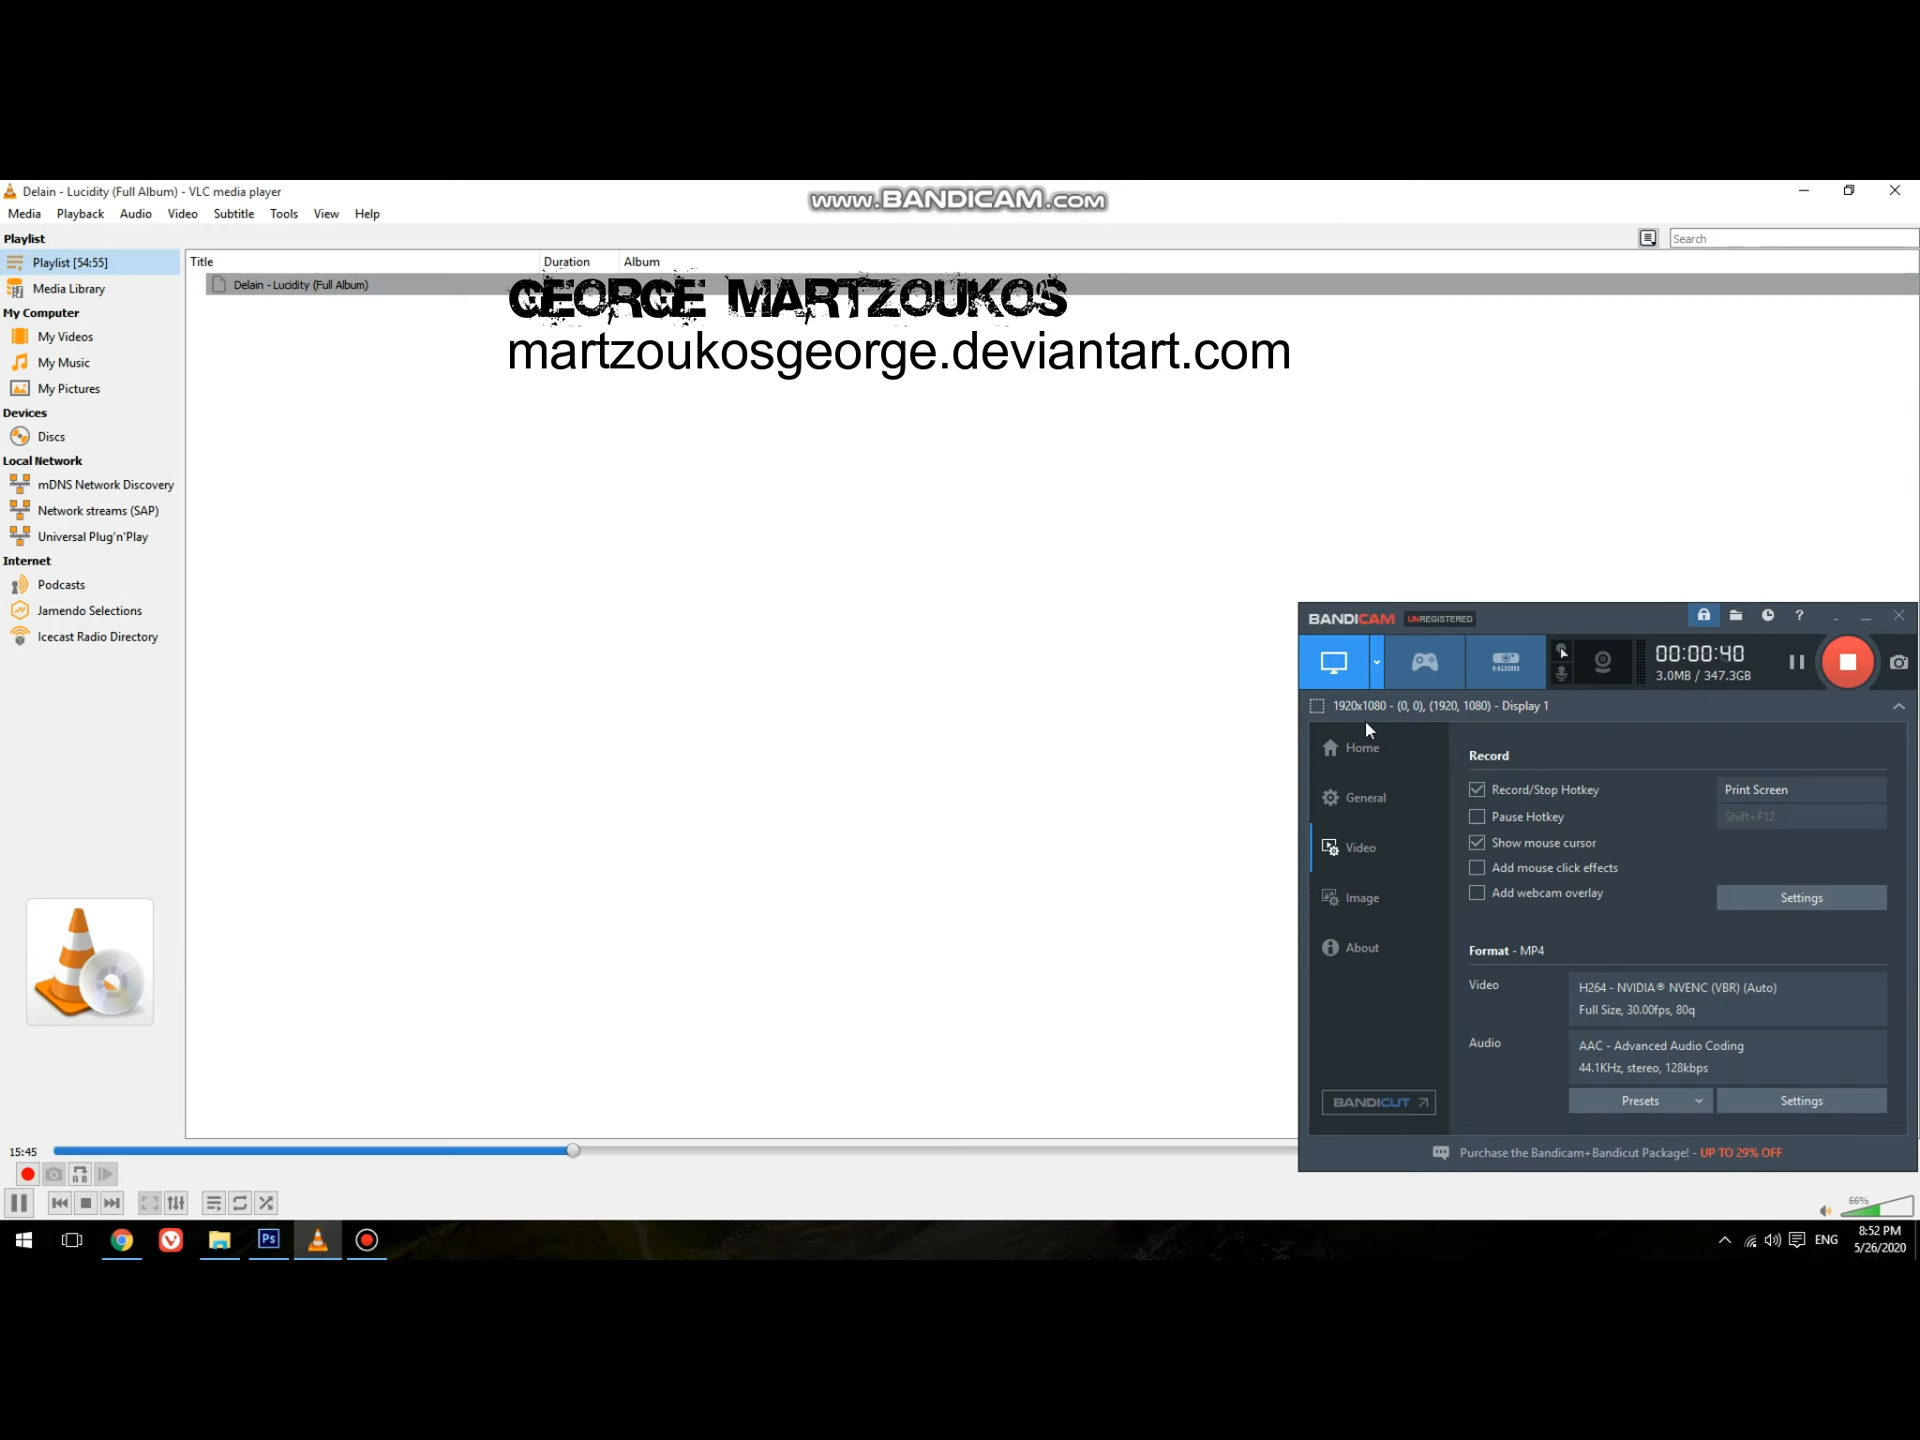 Delain - Lucidity (Full Album) - VLC media player
www.BANDICAM.com
Media Playback Audio Video Subtitle Tools View Help
Playlist
Search
Playlist [54:55]
Media Library
My Computer
My Videos
My Music
My Pictures
Devices
Discs
Local Network
mDNS Network Discovery
Network streams (SAP)
Universal Plug'n'Play
Internet
Podcasts
Jamendo Selections
Icecast Radio Directory
Title Duration Album
Delain - Lucidity (Full Album)
GEORGE MARTZOUKOS
martzoukosgeorge.deviantart.com
BANDICAM UNREGISTERED
?
HDMI
00:00:40
3.0MB / 347.3GB
1920x1080 - (0, 0), (1920, 1080) - Display 1
Home
General
Video
Image
About
BANDICUT
Record
Record/Stop Hotkey Print Screen
Pause Hotkey Shift+F12
Show mouse cursor
Add mouse click effects
Add webcam overlay
Settings
Format - MP4
Video H264 - NVIDIA® NVENC (VBR) (Auto)
Full Size, 30.00fps, 80q
Audio AAC - Advanced Audio Coding
44.1KHz, stereo, 128kbps
Presets Settings
Purchase the Bandicam+Bandicut Package! - UP TO 29% OFF
15:45
66%
Ps
ENG
8:52 PM
5/26/2020